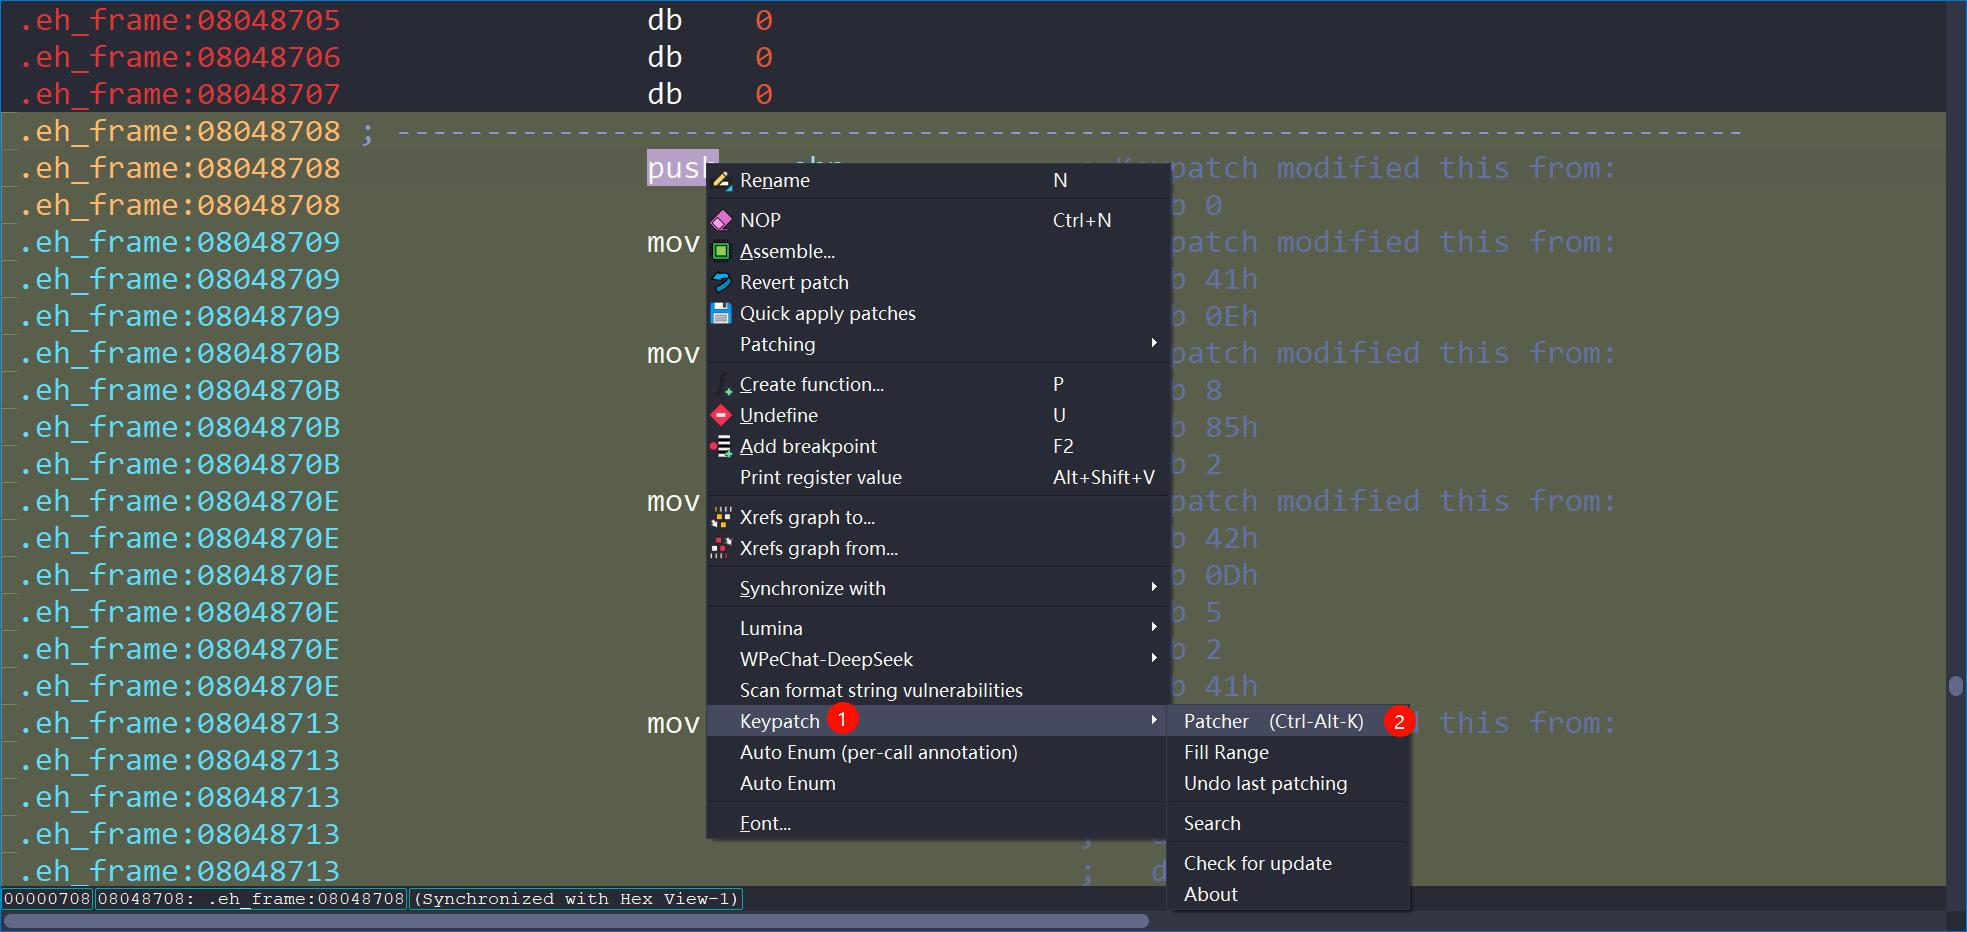 .eh_frame:08048705 db 0
.eh_frame:08048706 db 0
.eh_frame:08048707 db 0
.eh_frame:08048708 ; ---------------------------------------------------------------------------
.eh_frame:08048708 push patch modified this from:
.eh_frame:08048708 0
.eh_frame:08048709 mov patch modified this from:
.eh_frame:08048709 41h
.eh_frame:08048709 0Eh
.eh_frame:0804870B mov patch modified this from:
.eh_frame:0804870B 8
.eh_frame:0804870B 85h
.eh_frame:0804870B 2
.eh_frame:0804870E mov patch modified this from:
.eh_frame:0804870E 42h
.eh_frame:0804870E 0Dh
.eh_frame:0804870E 5
.eh_frame:0804870E 2
.eh_frame:0804870E 41h
.eh_frame:08048713 mov this from:
.eh_frame:08048713
.eh_frame:08048713
.eh_frame:08048713 ;
.eh_frame:08048713 ; d
Rename N
NOP Ctrl+N
Assemble...
Revert patch
Quick apply patches
Patching
Create function... P
Undefine U
Add breakpoint F2
Print register value Alt+Shift+V
Xrefs graph to...
Xrefs graph from...
Synchronize with
Lumina
WPeChat-DeepSeek
Scan format string vulnerabilities
Keypatch 1
Auto Enum (per-call annotation)
Auto Enum
Font...
Patcher (Ctrl-Alt-K) 2
Fill Range
Undo last patching
Search
Check for update
About
00000708 08048708: .eh_frame:08048708 (Synchronized with Hex View-1)